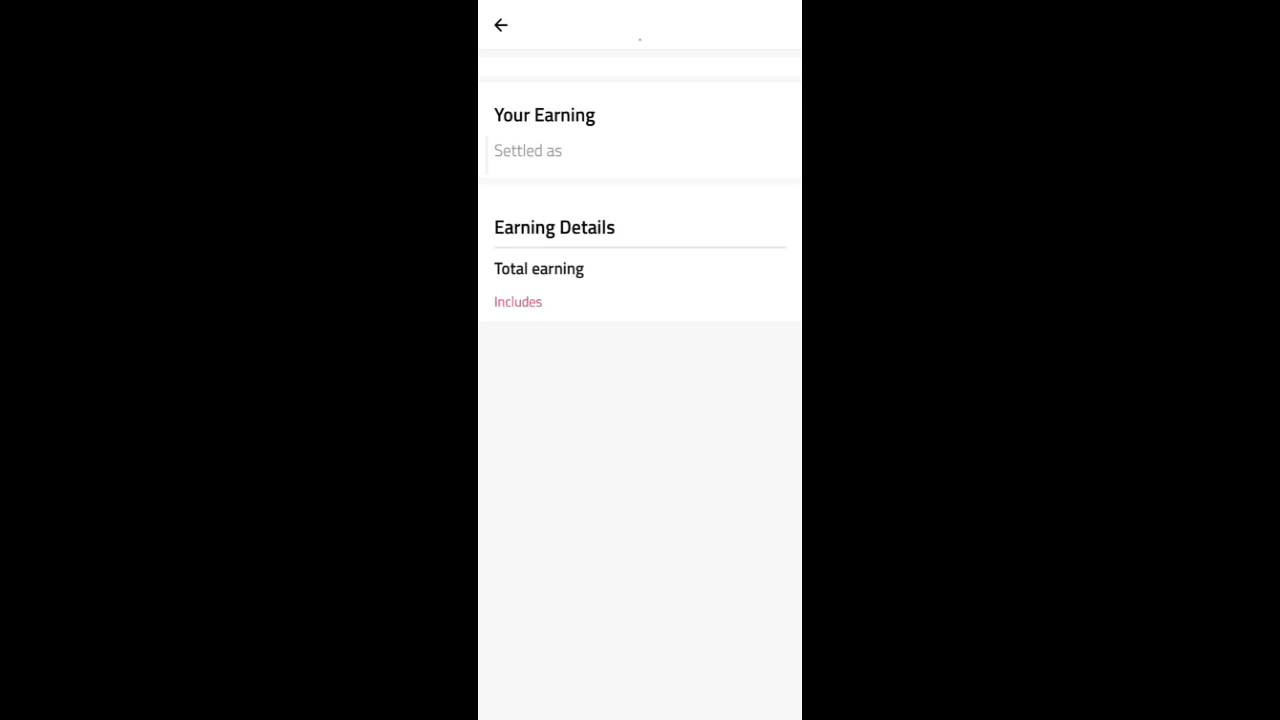 Your Earning
Settled as
Earning Details
Total earning
Includes